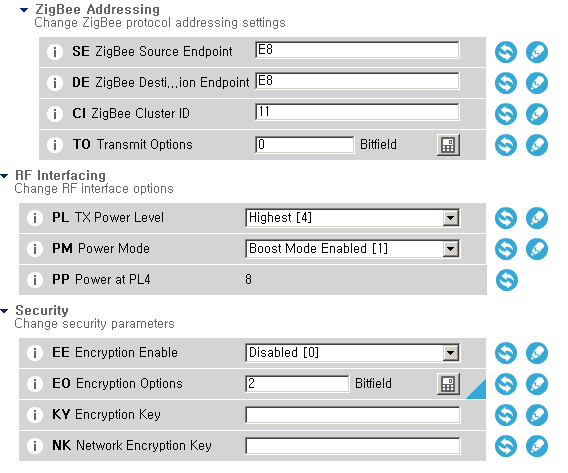 ZigBee Addressing
Change ZigBee protocol addressing settings
i SE ZigBee Source Endpoint E8
i DE ZigBee Desti...ion Endpoint E8
i CI ZigBee Cluster ID 11
i TO Transmit Options 0 Bitfield
RF Interfacing
Change RF interface options
i PL TX Power Level Highest [4]
i PM Power Mode Boost Mode Enabled [1]
i PP Power at PL4 8
Security
Change security parameters
i EE Encryption Enable Disabled [0]
i EO Encryption Options 2 Bitfield
i KY Encryption Key
i NK Network Encryption Key